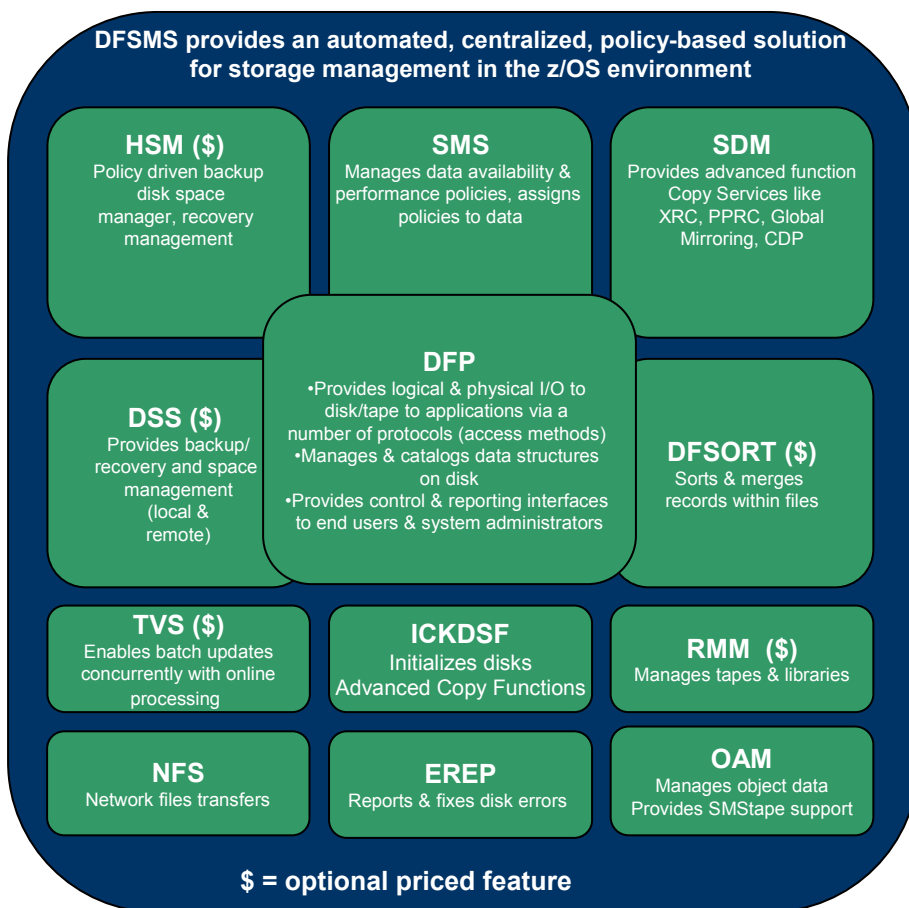 DFSMS provides an automated, centralized, policy-based solution
for storage management in the z/OS environment
HSM ($)
Policy driven backup
disk space
manager, recovery
management
SMS
Manages data availability &
performance policies, assigns
policies to data
SDM
Provides advanced function
Copy Services like
XRC, PPRC, Global
Mirroring, CDP
DFP
•Provides logical & physical I/O to
disk/tape to applications via a
number of protocols (access methods)
•Manages & catalogs data structures
on disk
•Provides control & reporting interfaces
to end users & system administrators
DSS ($)
Provides backup/
recovery and space
management
(local &
remote)
DFSORT ($)
Sorts & merges
records within files
TVS ($)
Enables batch updates
concurrently with online
processing
ICKDSF
Initializes disks
Advanced Copy Functions
RMM ($)
Manages tapes & libraries
NFS
Network files transfers
EREP
Reports & fixes disk errors
OAM
Manages object data
Provides SMStape support
$ = optional priced feature